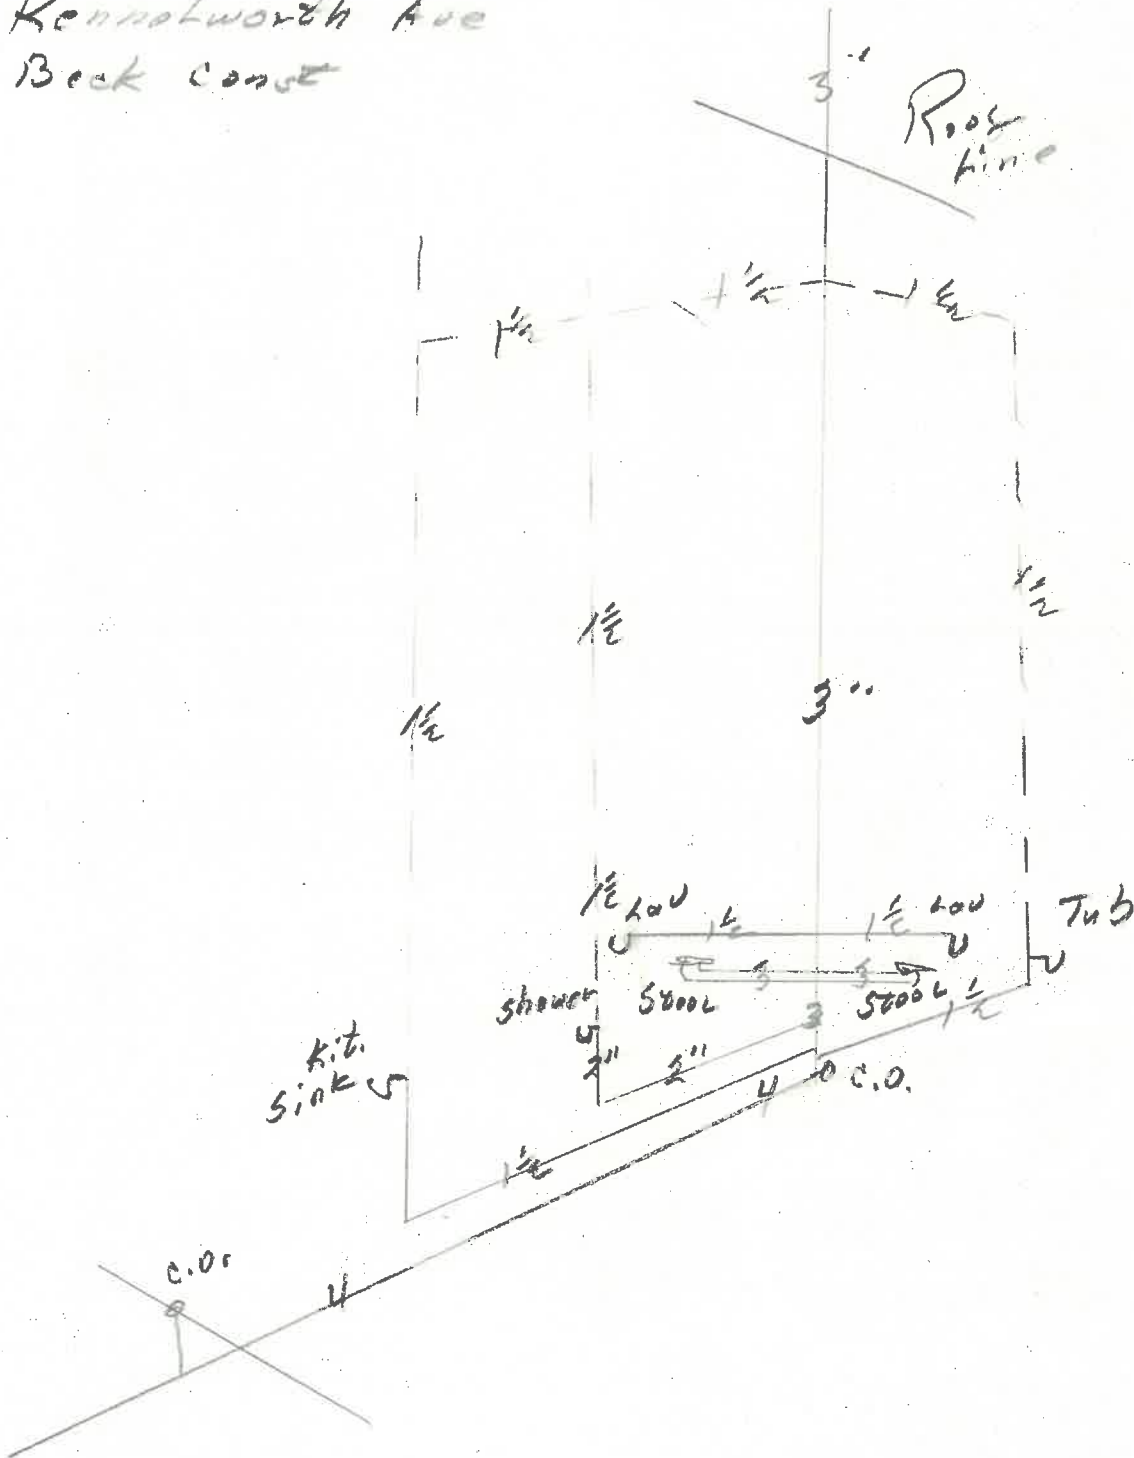 Kennolworth Ave
Beck Const
3"
Roof
Line
1½
1½
1½
1½
1½
1½
3"
1½
Lav
1½
1½
Lav
Tub
3
3
shower
Stool
Stool
1½
3
2"
2"
kit.
sink
4
C.O.
1½
C.O.
4